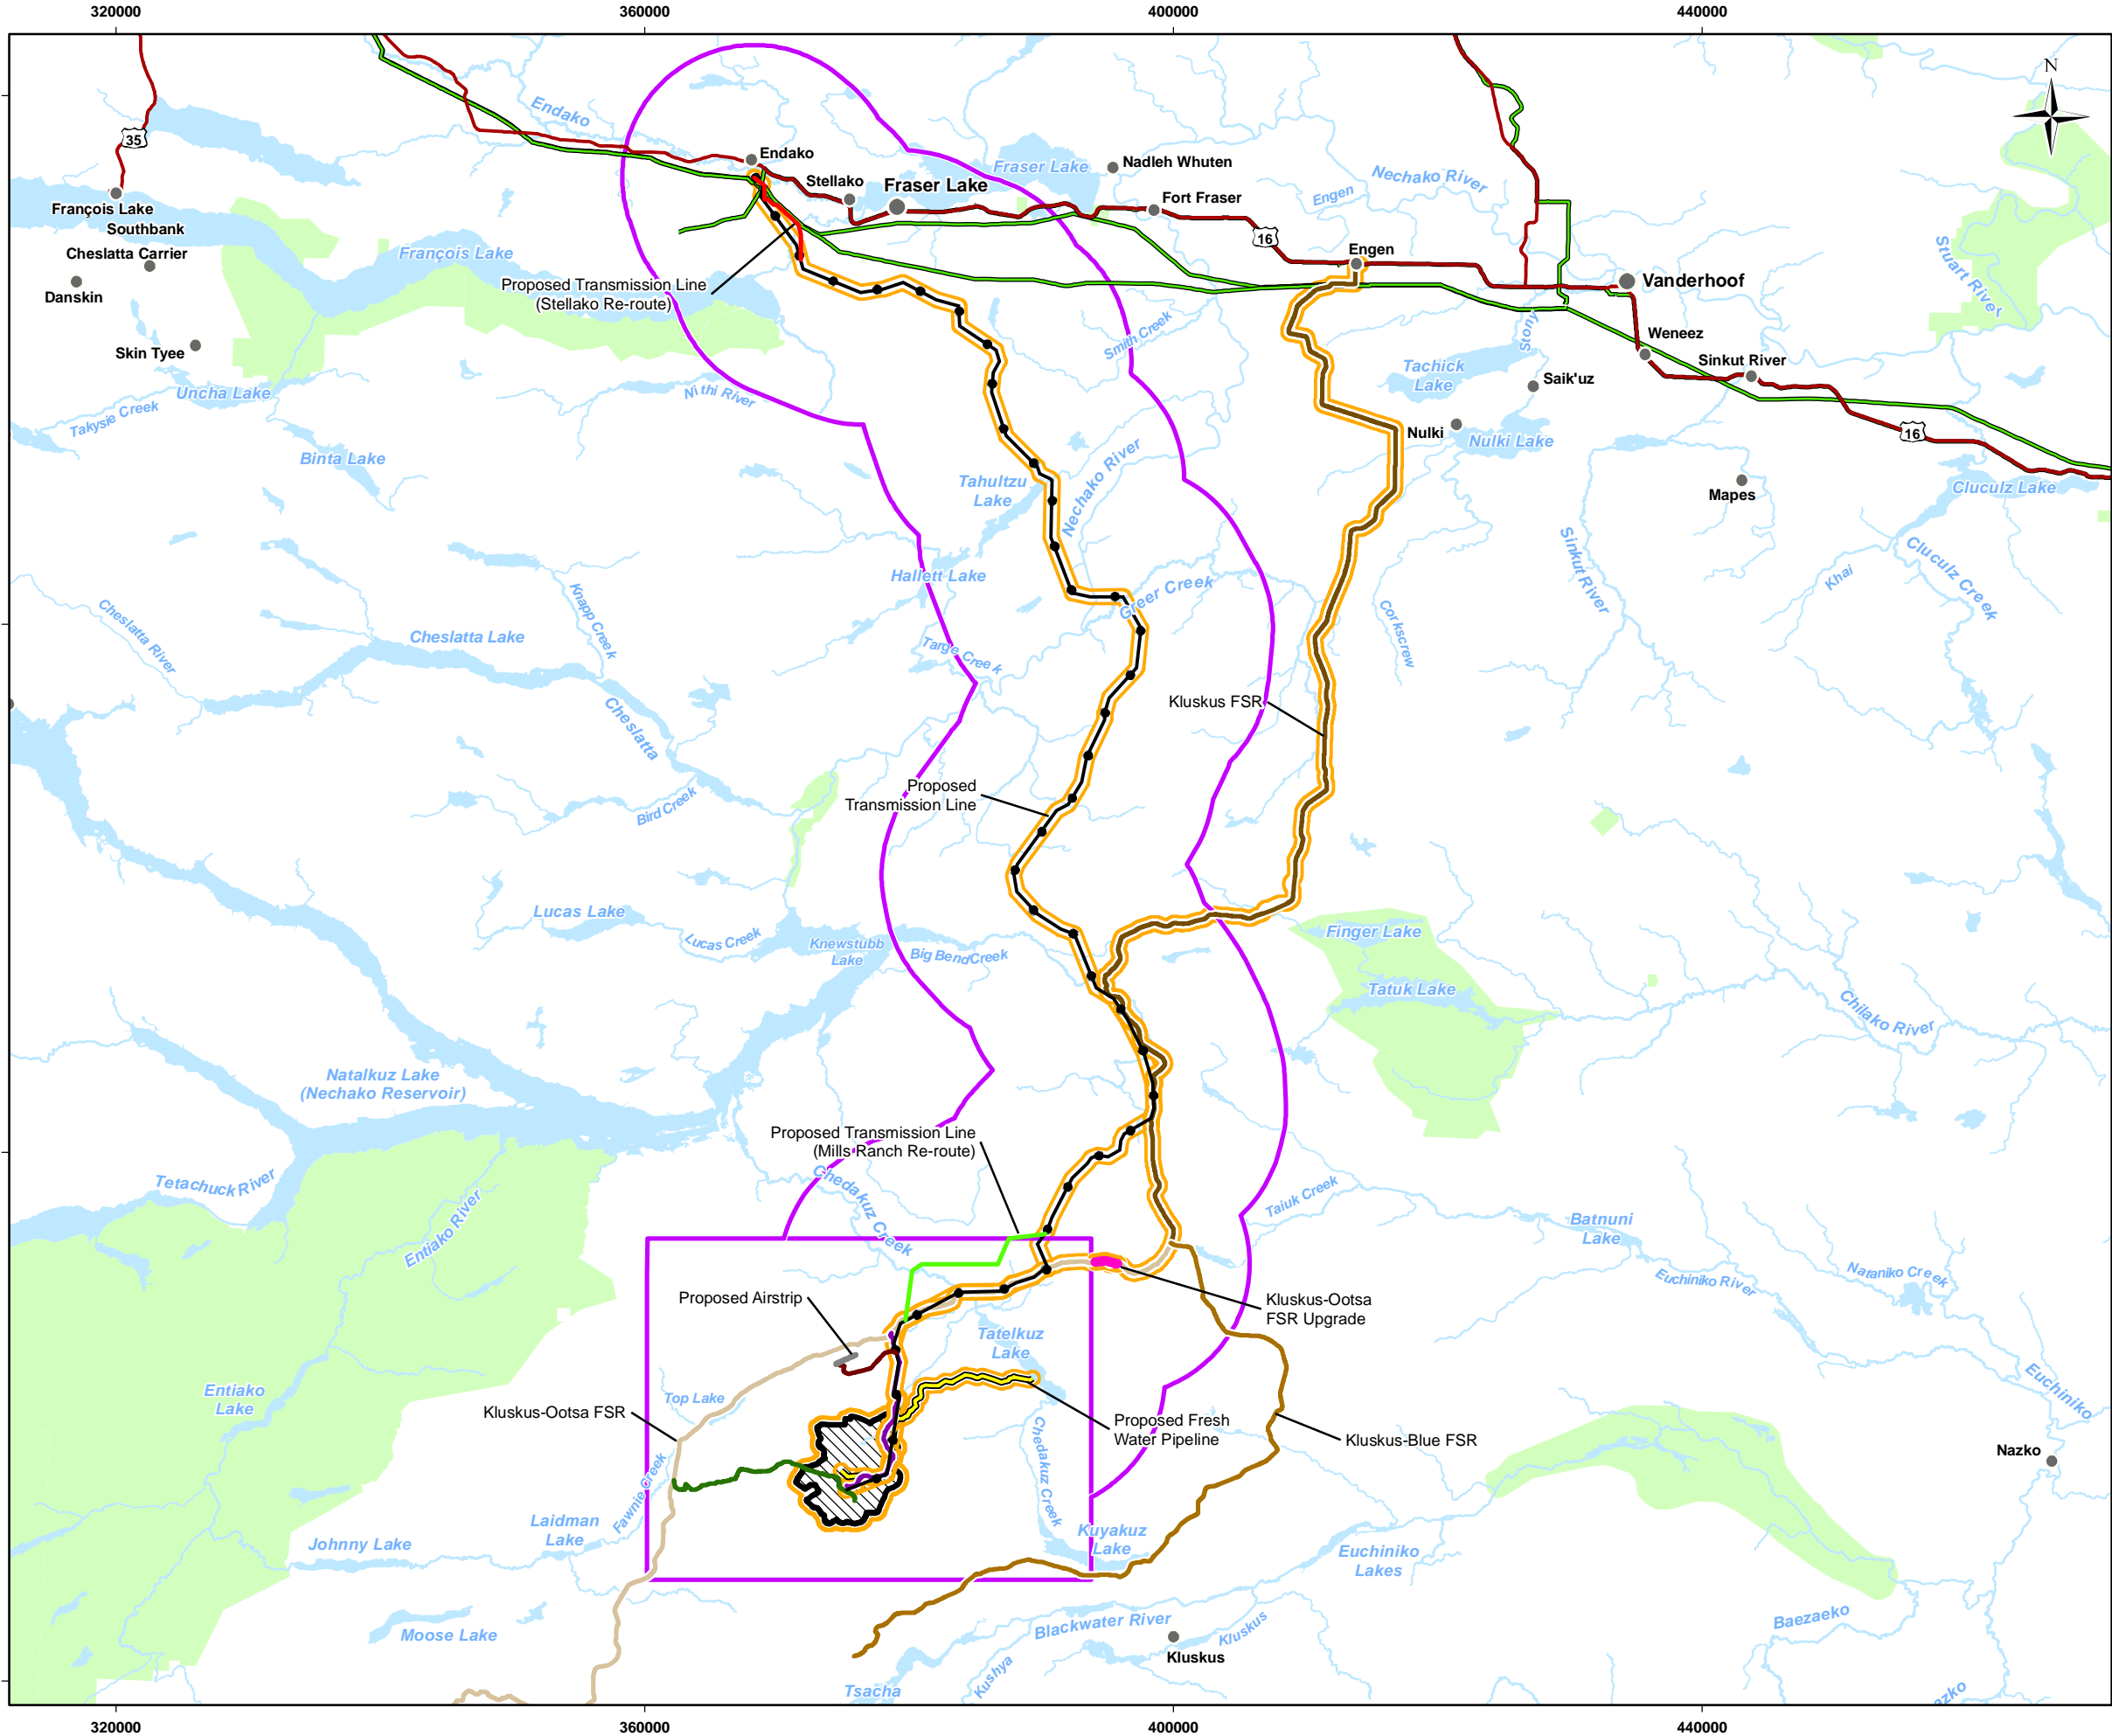 320000
360000
400000
440000
N
Endako
35
Endako
Nadleh Whuten
Fraser Lake
Stellako
Fraser Lake
Nechako River
Engen
Fort Fraser
François Lake
Southbank
16
Stuart River
Cheslatta Carrier
François Lake
Engen
Danskin
Proposed Transmission Line
(Stellako Re-route)
Vanderhoof
Smith Creek
Stony
Weneez
Skin Tyee
Sinkut River
Tachick
Lake
Saik'uz
Uncha Lake
Nithi River
Takysie Creek
Nulki
Nulki Lake
16
Binta Lake
Tahultzu
Lake
Nechako River
Mapes
Cluculz Lake
Sinkut River
Cluculz Creek
Khai
Hallett Lake
Greer Creek
Knapp Creek
Cheslatta River
Cheslatta Lake
Corkscrew
Targe Creek
Cheslatta
Kluskus FSR
Proposed
Transmission Line
Bird Creek
Lucas Lake
Lucas Creek
Knewstubb
Lake
Big Bend Creek
Finger Lake
Tatuk Lake
Chilako River
Natalkuz Lake
(Nechako Reservoir)
Proposed Transmission Line
(Mills Ranch Re-route)
Chedakuz Creek
Tetachuck River
Entiako River
Taiuk Creek
Batnuni
Lake
Euchiniko River
Nataniko Creek
Proposed Airstrip
Kluskus-Ootsa
FSR Upgrade
Tatelkuz
Lake
Entiako
Lake
Top Lake
Euchiniko
Kluskus-Ootsa FSR
Proposed Fresh
Water Pipeline
Kluskus-Blue FSR
Nazko
Chedakuz Creek
Fawnie Creek
Laidman
Lake
Johnny Lake
Kuyakuz
Lake
Euchiniko
Lakes
Moose Lake
Blackwater River
Kluskus
Baezaeko
Kluskus
Kushya
Tsacha
azko
320000
360000
400000
440000